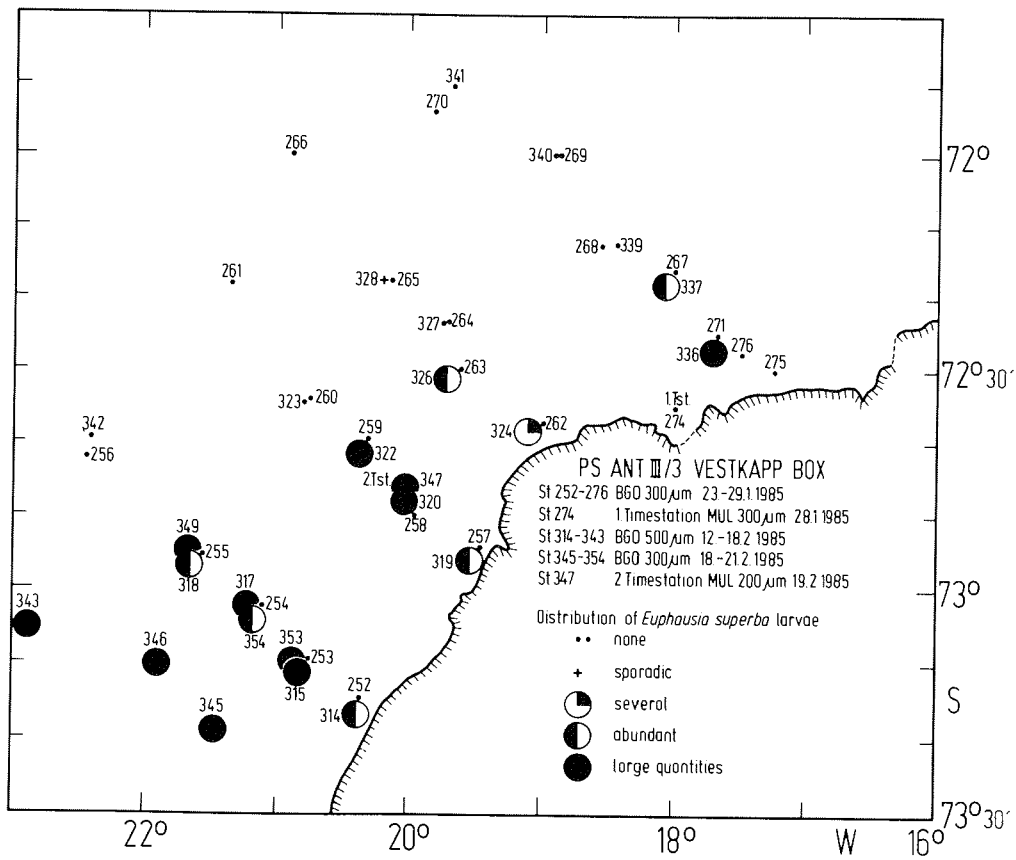 341
270
266
340 269
72°
268 339
267
261
328 265
337
327 264
271
336
276
275
263
326
72°30′
323 260
1.Tst
274
324 262
342
259
256
322
2.Tst. 347
320
258
PS ANT III/3 VESTKAPP BOX
St 252-276 BGO 300µm 23.-29.1.1985
St 274 1.Timestation MUL 300µm 28.1 1985
St 314-343 BGO 500µm 12.-18.2 1985
St 345-354 BGO 300µm 18.-21.2. 1985
St 347 2 Timestation MUL 200µm 19.2 1985
349
255
318
257
319
317
254
354
73°
343
346
353
253
315
Distribution of Euphausia superba larvae
none
sporadic
several
abundant
large quantities
252
314
345
S
73°30′
22° 20° 18° W 16°